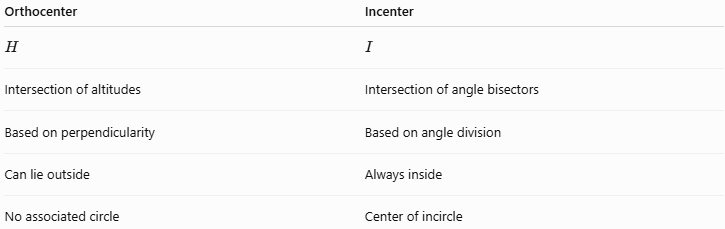 Orthocenter Incenter
H I
Intersection of altitudes Intersection of angle bisectors
Based on perpendicularity Based on angle division
Can lie outside Always inside
No associated circle Center of incircle